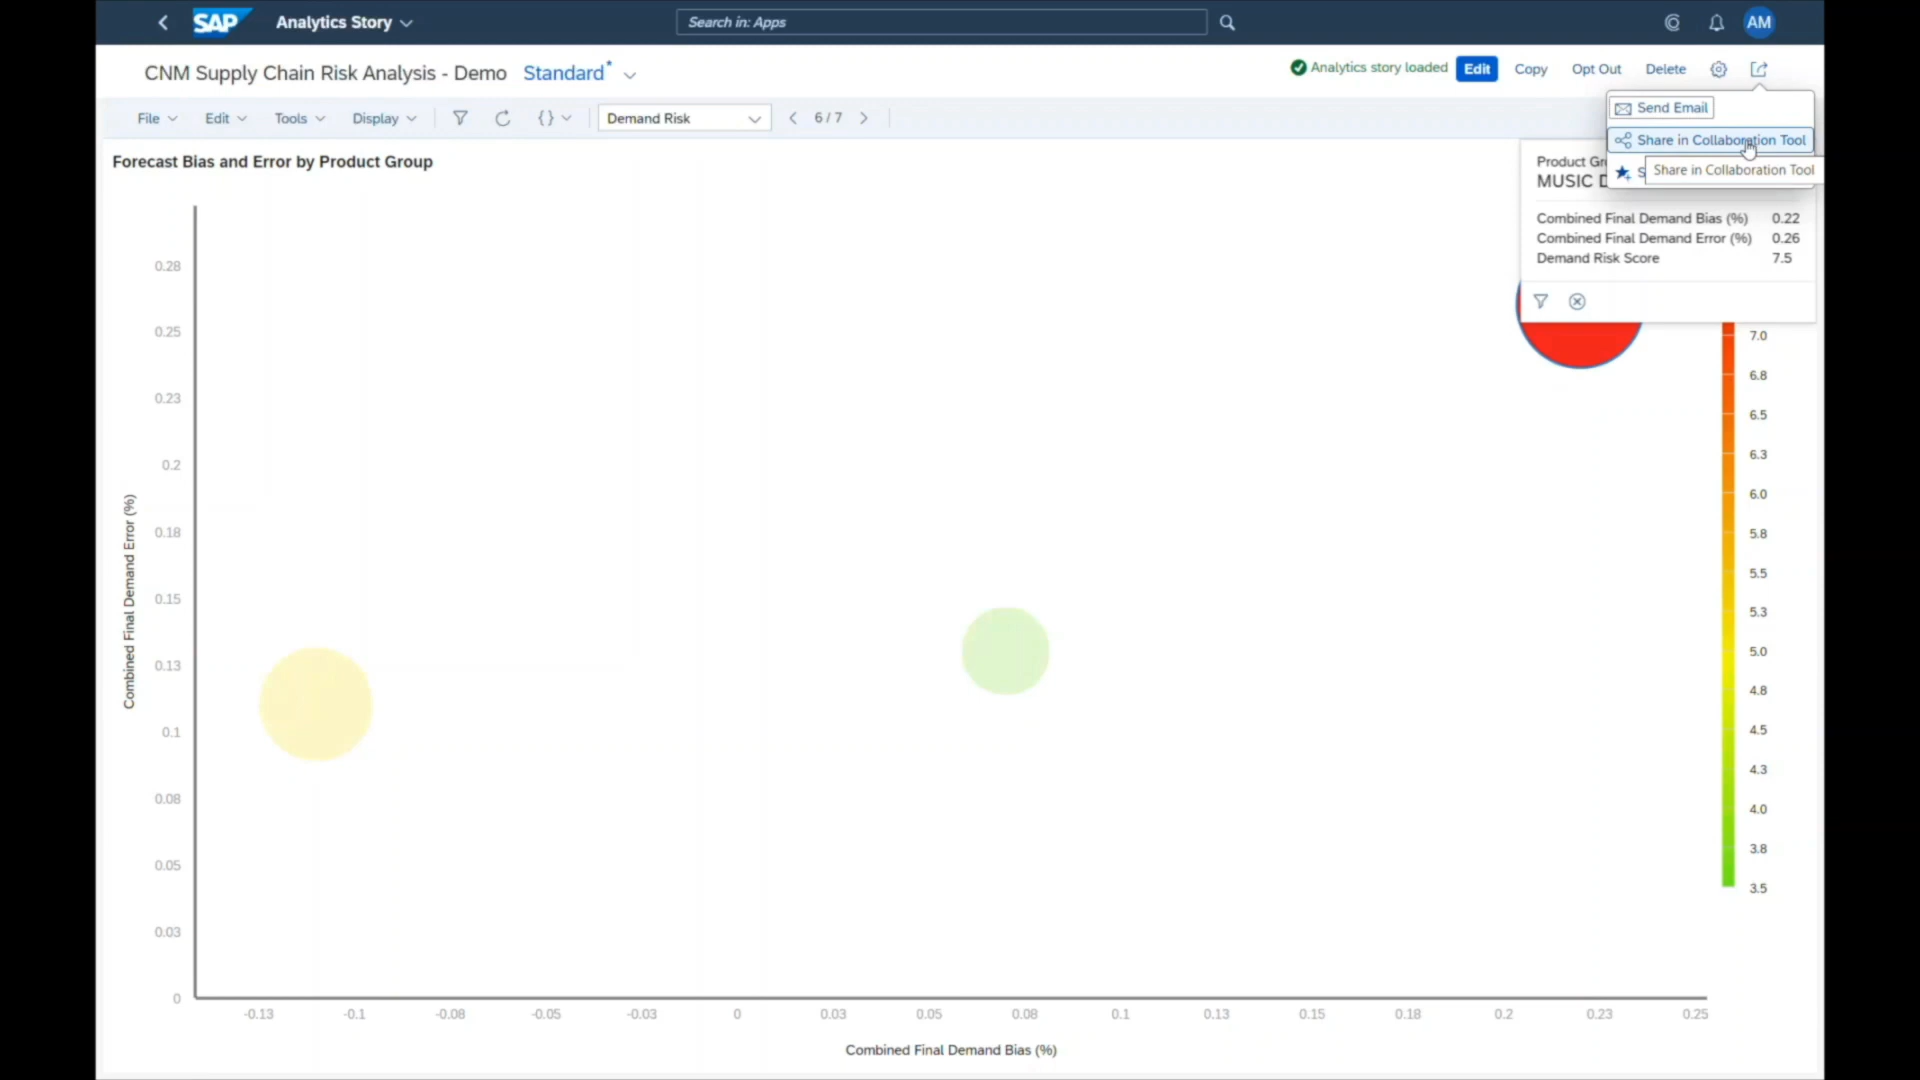 SAP
Analytics Story
Search in: Apps
AM
CNM Supply Chain Risk Analysis - Demo
Standard*
Analytics story loaded
Edit
Copy
Opt Out
Delete
File
Edit
Tools
Display
{}
Demand Risk
6 / 7
Send Email
Share in Collaboration Tool
S
Share in Collaboration Tool
Forecast Bias and Error by Product Group
Product Gr
MUSIC D
Combined Final Demand Bias (%) 0.22
Combined Final Demand Error (%) 0.26
Demand Risk Score 7.5
Combined Final Demand Error (%)
0.28
0.25
0.23
0.2
0.18
0.15
0.13
0.1
0.08
0.05
0.03
0
-0.13
-0.1
-0.08
-0.05
-0.03
0
0.03
0.05
0.08
0.1
0.13
0.15
0.18
0.2
0.23
0.25
Combined Final Demand Bias (%)
7.0
6.8
6.5
6.3
6.0
5.8
5.5
5.3
5.0
4.8
4.5
4.3
4.0
3.8
3.5